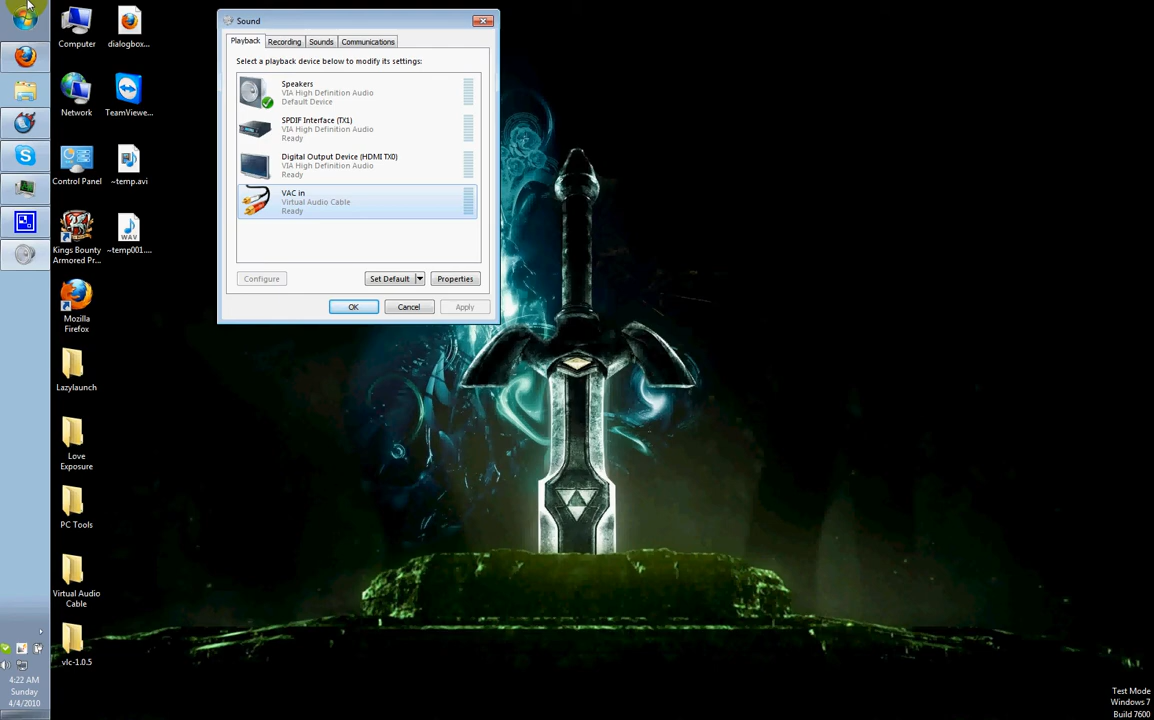 Computer
dialogbox...
Network
TeamViewe...
Control Panel
~temp.avi
WAV
Kings Bounty
Armored Pr...
~temp001....
Mozilla
Firefox
Lazylaunch
Love
Exposure
PC Tools
Virtual Audio
Cable
vlc-1.0.5
4:22 AM
Sunday
4/4/2010
Sound
Playback
Recording
Sounds
Communications
Select a playback device below to modify its settings:
Speakers
VIA High Definition Audio
Default Device
SPDIF Interface (TX1)
VIA High Definition Audio
Ready
Digital Output Device (HDMI TX0)
VIA High Definition Audio
Ready
VAC in
Virtual Audio Cable
Ready
Configure
Set Default
Properties
OK
Cancel
Apply
Test Mode
Windows 7
Build 7600